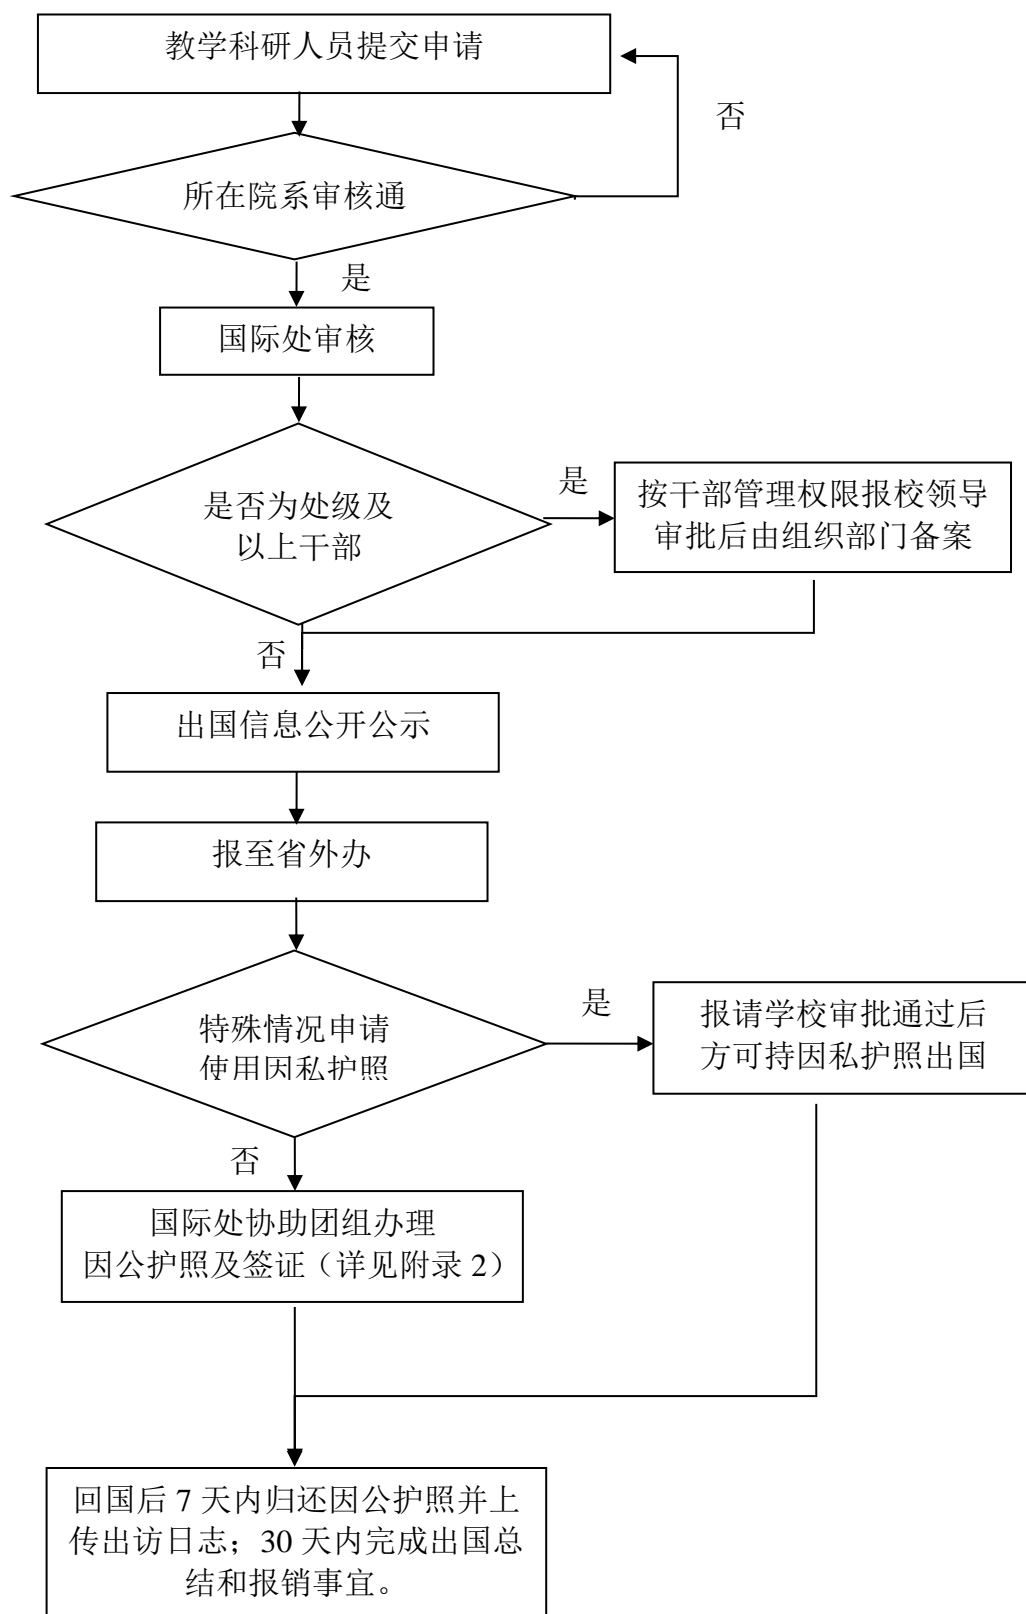 教学科研人员提交申请
否
所在院系审核通
是
国际处审核
是否为处级及
以上干部
是
按干部管理权限报校领导
审批后由组织部门备案
否
出国信息公开公示
报至省外办
特殊情况申请
使用因私护照
是
报请学校审批通过后
方可持因私护照出国
否
国际处协助团组办理
因公护照及签证（详见附录 2）
回国后 7 天内归还因公护照并上
传出访日志；30 天内完成出国总
结和报销事宜。